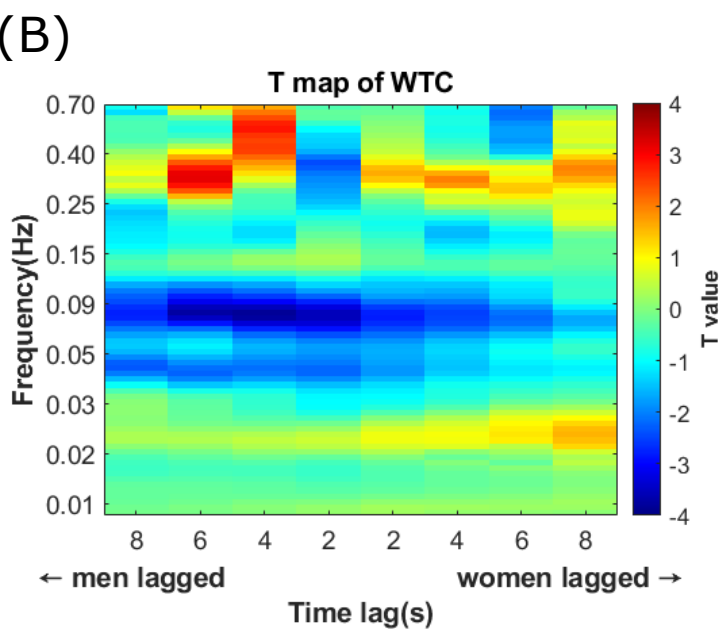 (B)
T map of WTC
0.70
0.40
0.25
0.15
0.09
0.05
0.03
0.02
0.01
Frequency(Hz)
8 6 4 2 2 4 6 8
← men lagged women lagged →
Time lag(s)
4
3
2
1
0
-1
-2
-3
-4
T value